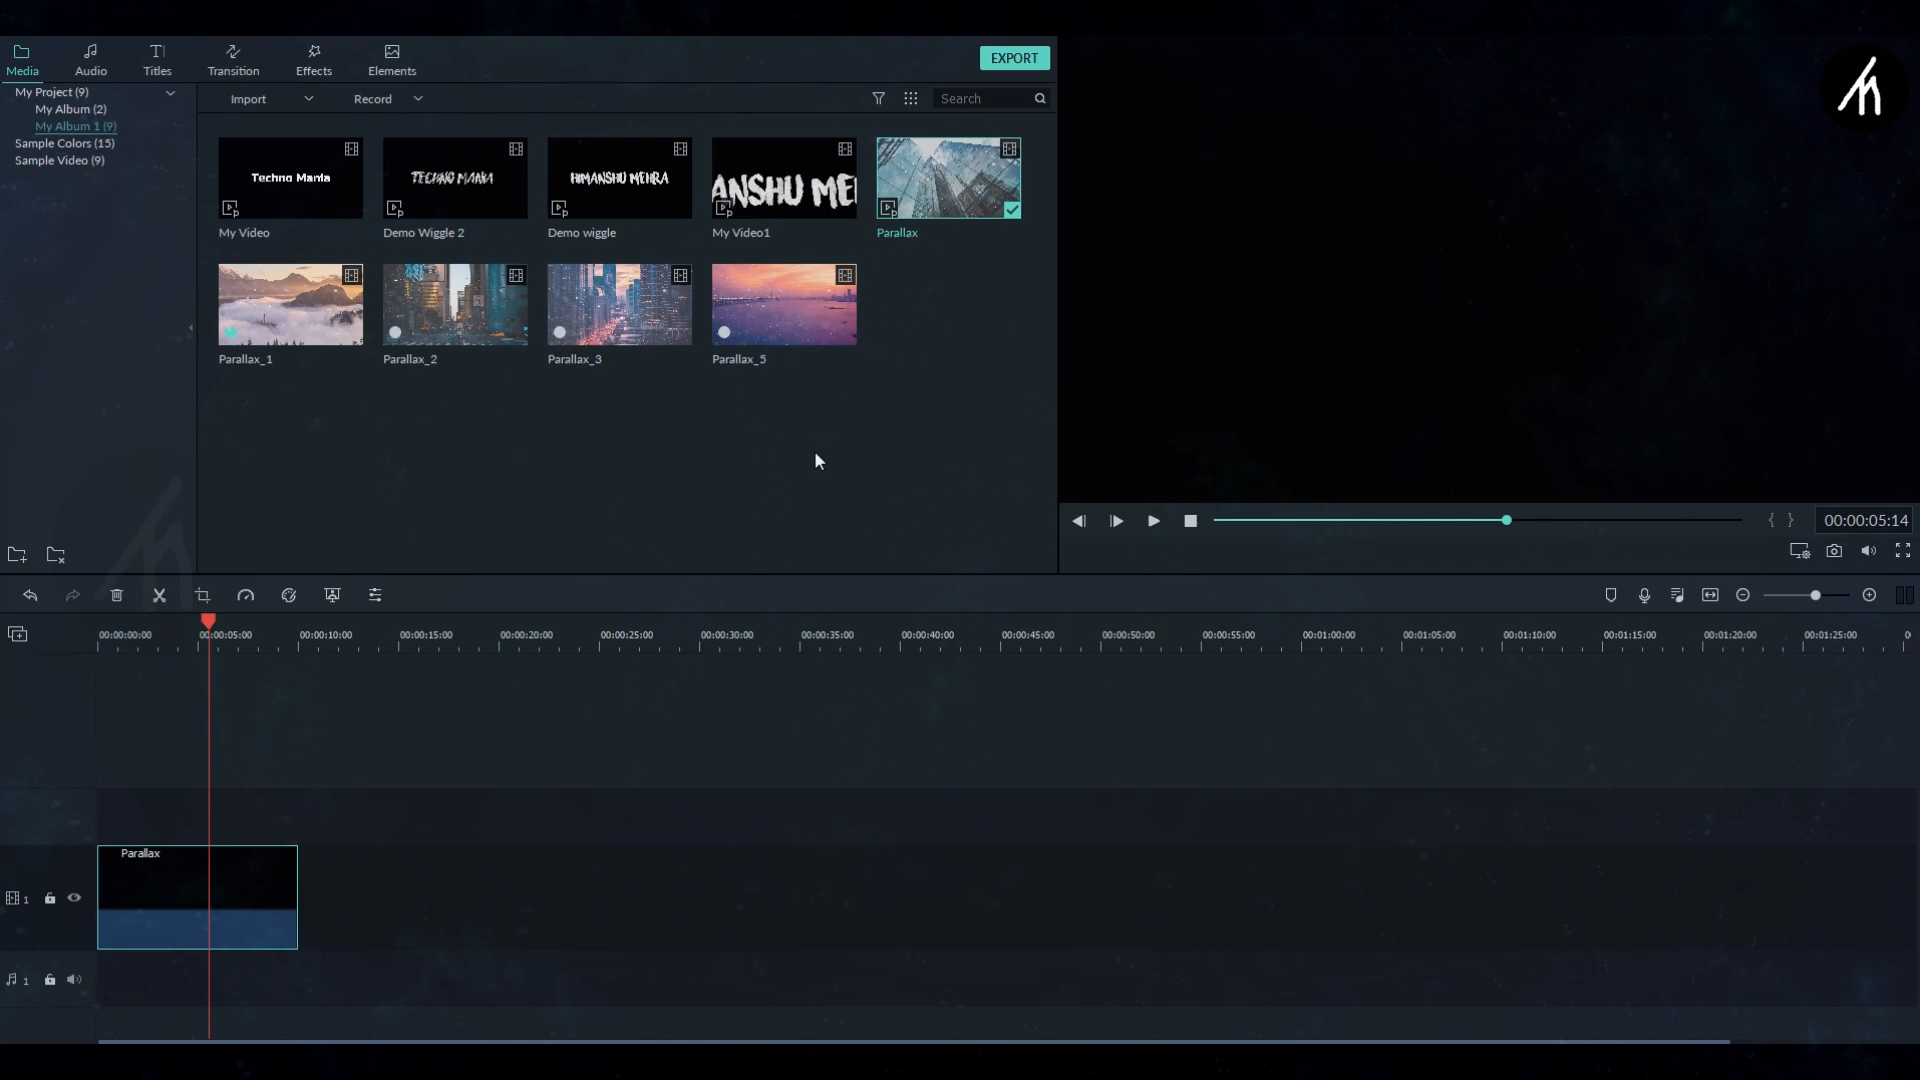 Media
Audio
Titles
Transition
Effects
Elements
EXPORT
My Project (9)
My Album (2)
My Album 1 (9)
Sample Colors (15)
Sample Video (9)
Import
Record
Search
Techno Mania
TECHNO MANIA
HIMANSHU MEHRA
ANSHU ME
My Video
Demo Wiggle 2
Demo wiggle
My Video1
Parallax
Parallax_1
Parallax_2
Parallax_3
Parallax_5
{ }
00:00:05:14
00:00:00:00
00:00:05:00
00:00:10:00
00:00:15:00
00:00:20:00
00:00:25:00
00:00:30:00
00:00:35:00
00:00:40:00
00:00:45:00
00:00:50:00
00:00:55:00
00:01:00:00
00:01:05:00
00:01:10:00
00:01:15:00
00:01:20:00
00:01:25:00
0
Parallax
1
1